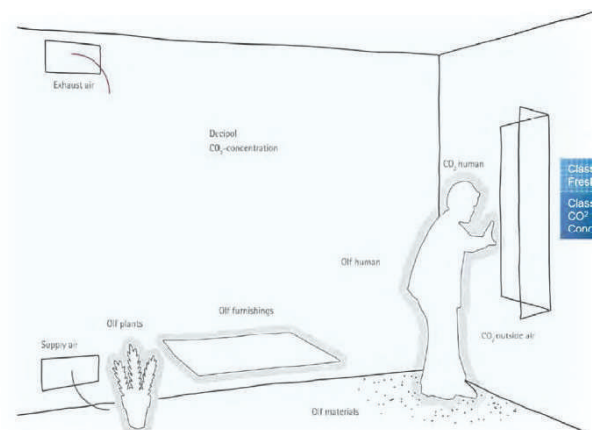 Exhaust air
Decipol
CO₂-concentration
CO₂ human
Class
Fresh
Class
CO²
Conc
Olf human
Olf furnishings
Olf plants
Supply air
CO₂ outside air
Olf materials